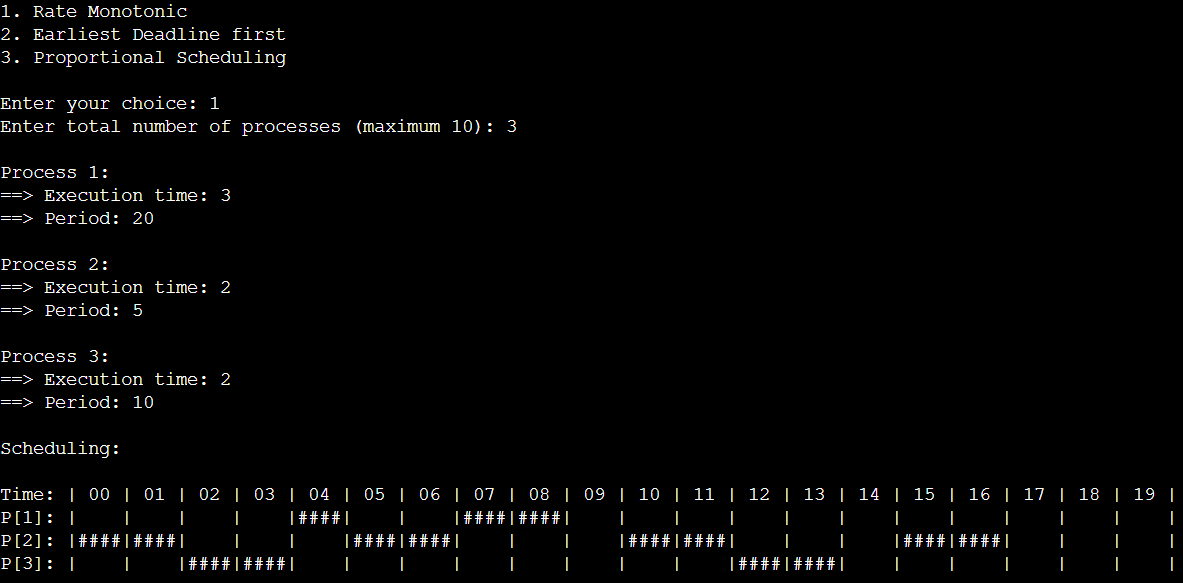 1. Rate Monotonic
2. Earliest Deadline first
3. Proportional Scheduling
Enter your choice: 1
Enter total number of processes (maximum 10): 3
Process 1:
==> Execution time: 3
==> Period: 20
Process 2:
==> Execution time: 2
==> Period: 5
Process 3:
==> Execution time: 2
==> Period: 10
Scheduling:
Time: | 00 | 01 | 02 | 03 | 04 | 05 | 06 | 07 | 08 | 09 | 10 | 11 | 12 | 13 | 14 | 15 | 16 | 17 | 18 | 19 |
P[1]: |    |    |    |    |####|    |    |####|####|    |    |    |    |    |    |    |    |    |    |    |
P[2]: |####|####|    |    |    |####|####|    |    |    |####|####|    |    |    |####|####|    |    |    |
P[3]: |    |    |####|####|    |    |    |    |    |    |    |    |####|####|    |    |    |    |    |    |